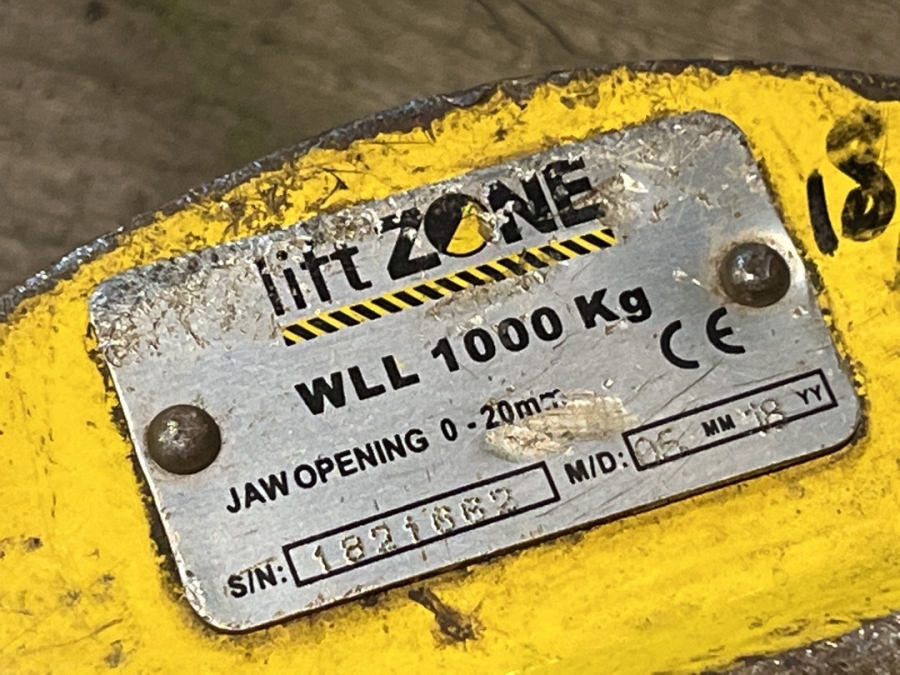 lift ZONE
WLL 1000 Kg
CE
JAW OPENING 0 - 20mm
M/D: 06 MM 18 YY
S/N: 1821662